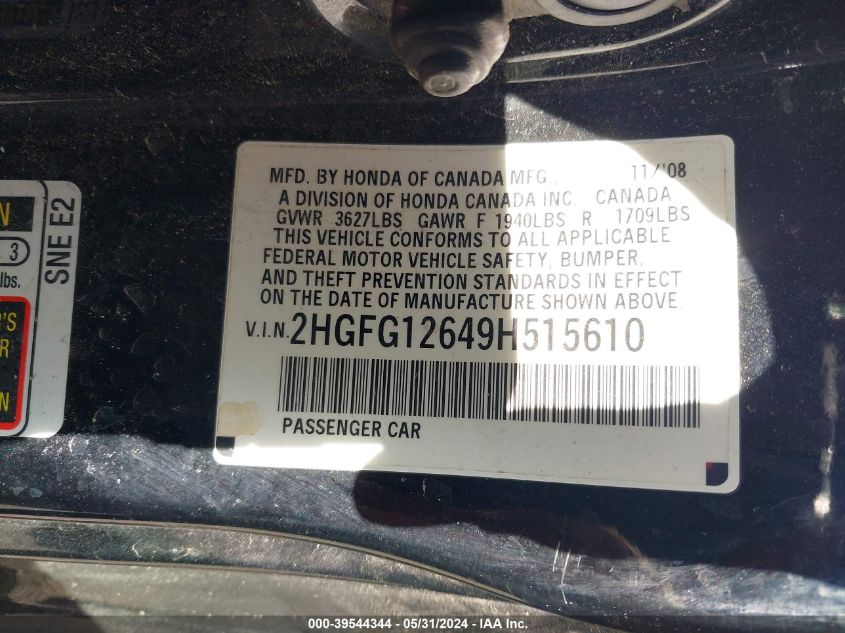 MFD. BY HONDA OF CANADA MFG., 11/'08
A DIVISION OF HONDA CANADA INC. CANADA
GVWR 3627LBS GAWR F 1940LBS R 1709LBS
THIS VEHICLE CONFORMS TO ALL APPLICABLE
FEDERAL MOTOR VEHICLE SAFETY, BUMPER,
AND THEFT PREVENTION STANDARDS IN EFFECT
ON THE DATE OF MANUFACTURE SHOWN ABOVE.
V.I.N. 2HGFG12649H515610
PASSENGER CAR
SNE E2
N
3
lbs.
'S
R
N
000-39544344 - 05/31/2024 - IAA Inc.